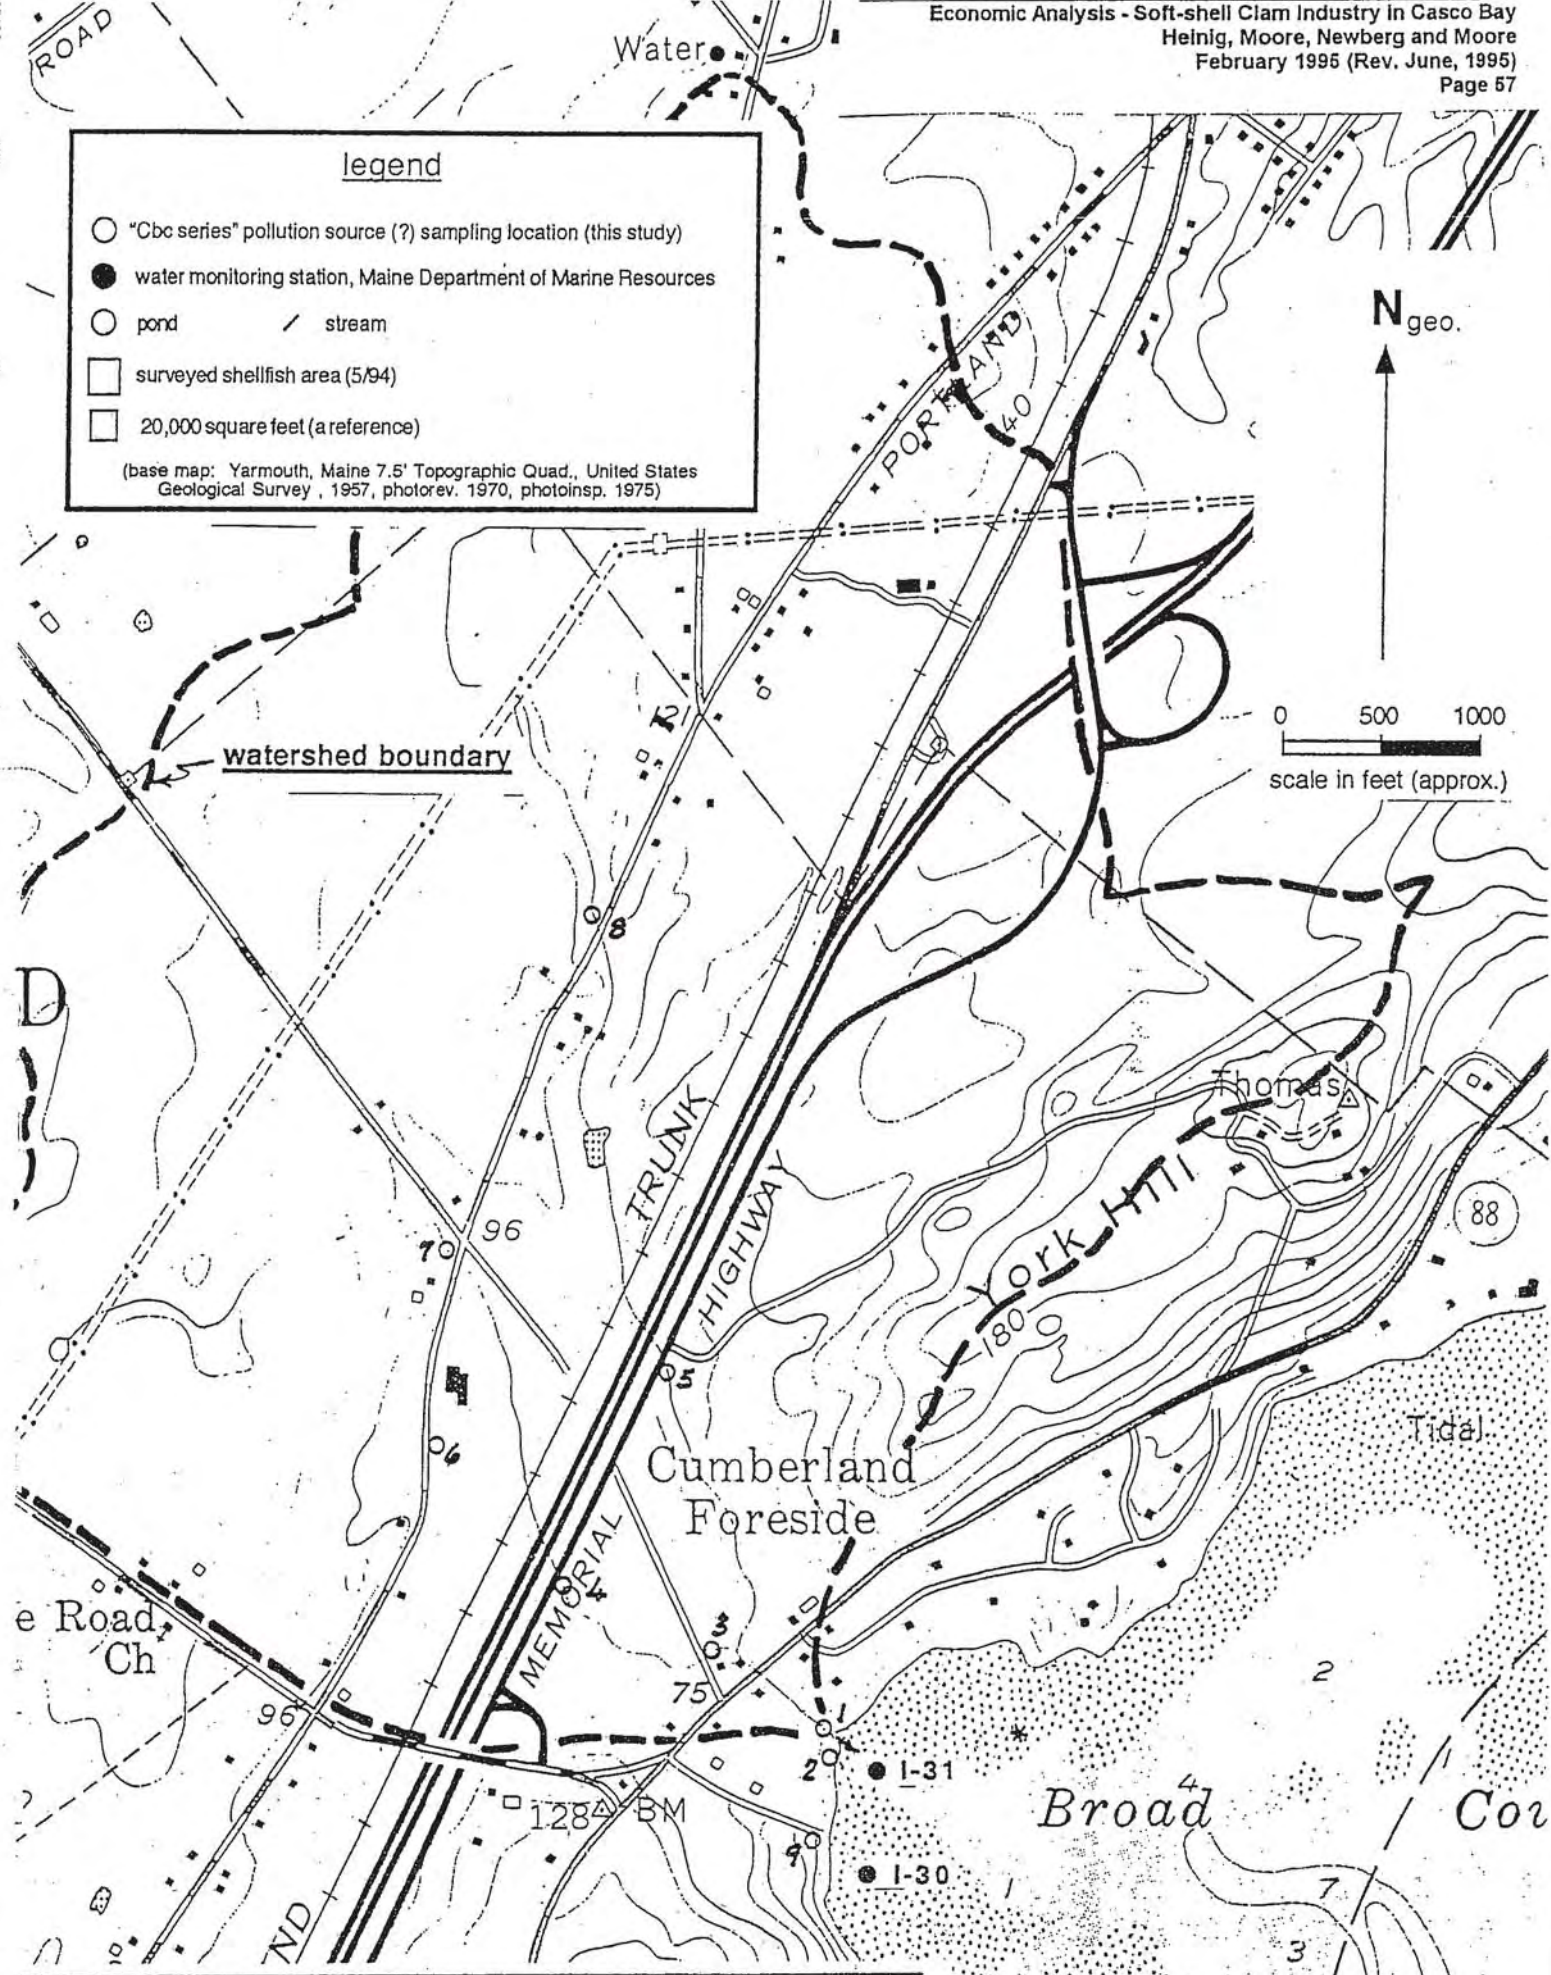 Economic Analysis - Soft-shell Clam Industry in Casco Bay
Heinig, Moore, Newberg and Moore
February 1995 (Rev. June, 1995)
Page 57
ROAD
Water
legend
"Cbc series" pollution source (?) sampling location (this study)
water monitoring station, Maine Department of Marine Resources
pond stream
surveyed shellfish area (5/94)
20,000 square feet (a reference)
(base map: Yarmouth, Maine 7.5' Topographic Quad., United States
Geological Survey , 1957, photorev. 1970, photoinsp. 1975)
N geo.
PORTLAND
40
121
0 500 1000
scale in feet (approx.)
watershed boundary
8
D
Thomas
TRUNK
HIGHWAY
York Hill
88
7
96
180
5
6
Tidal
Cumberland
Foreside
MEMORIAL
4
3
e Road
Ch
75
2
96
1
2
I-31
4
1
128 BM
Broad Cov
9
I-30
1
7
ND
3